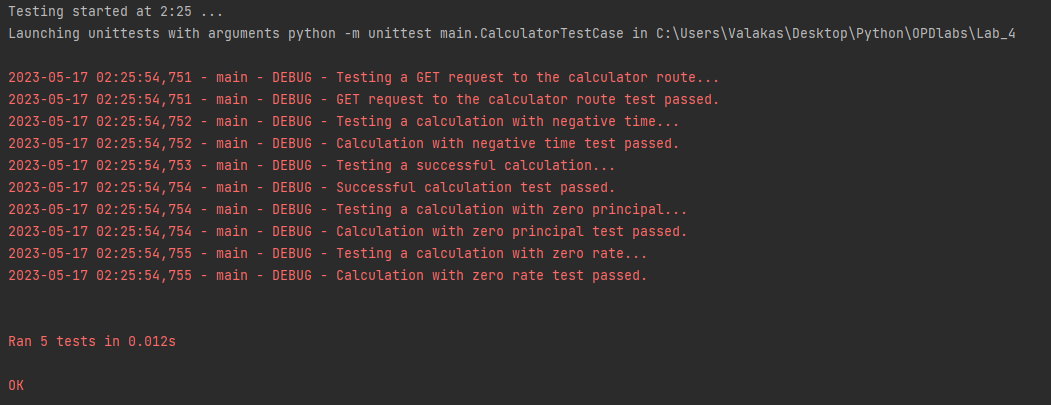 Testing started at 2:25 ...
Launching unittests with arguments python -m unittest main.CalculatorTestCase in C:\Users\Valakas\Desktop\Python\OPDlabs\Lab_4
2023-05-17 02:25:54,751 - main - DEBUG - Testing a GET request to the calculator route...
2023-05-17 02:25:54,751 - main - DEBUG - GET request to the calculator route test passed.
2023-05-17 02:25:54,752 - main - DEBUG - Testing a calculation with negative time...
2023-05-17 02:25:54,752 - main - DEBUG - Calculation with negative time test passed.
2023-05-17 02:25:54,753 - main - DEBUG - Testing a successful calculation...
2023-05-17 02:25:54,754 - main - DEBUG - Successful calculation test passed.
2023-05-17 02:25:54,754 - main - DEBUG - Testing a calculation with zero principal...
2023-05-17 02:25:54,754 - main - DEBUG - Calculation with zero principal test passed.
2023-05-17 02:25:54,755 - main - DEBUG - Testing a calculation with zero rate...
2023-05-17 02:25:54,755 - main - DEBUG - Calculation with zero rate test passed.
Ran 5 tests in 0.012s
OK